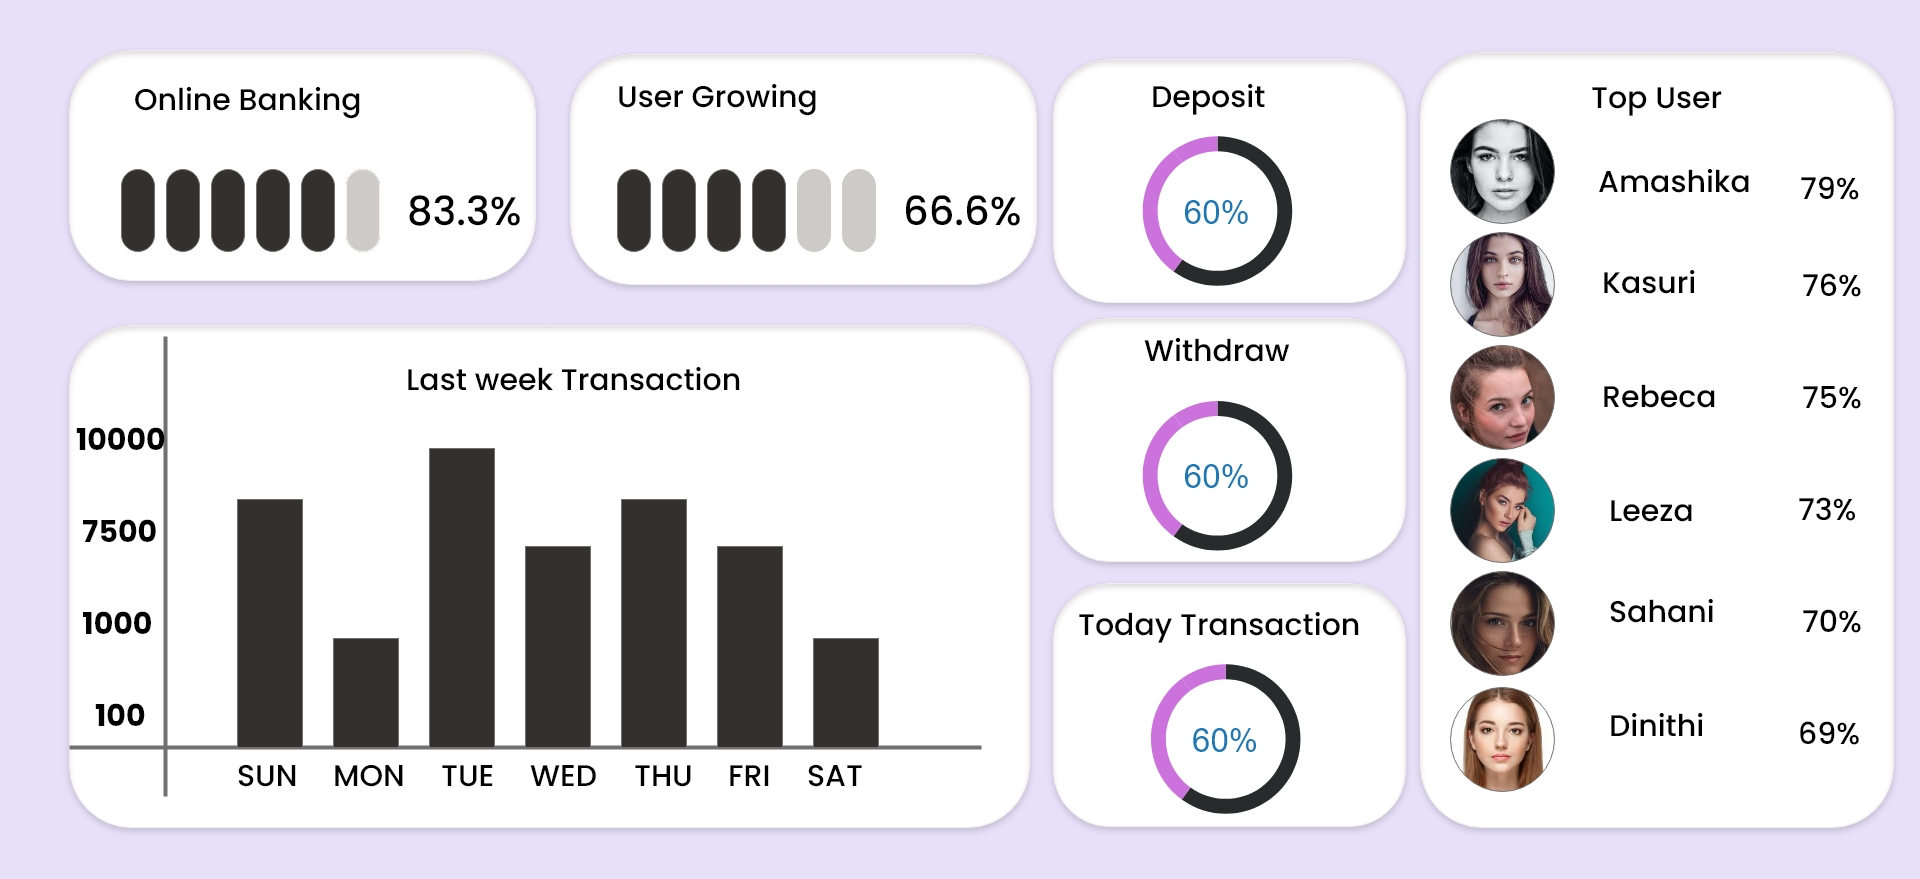 Online Banking
83.3%
User Growing
66.6%
Deposit
60%
Withdraw
60%
Today Transaction
60%
Top User
Amashika 79%
Kasuri 76%
Rebeca 75%
Leeza 73%
Sahani 70%
Dinithi 69%
Last week Transaction
10000
7500
1000
100
SUN MON TUE WED THU FRI SAT